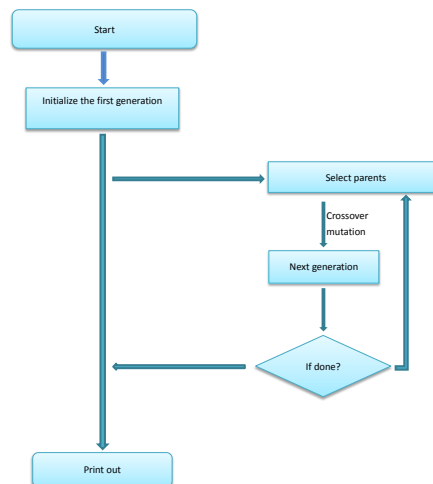 Start
Initialize the first generation
Select parents
Crossover
mutation
Next generation
If done?
Print out